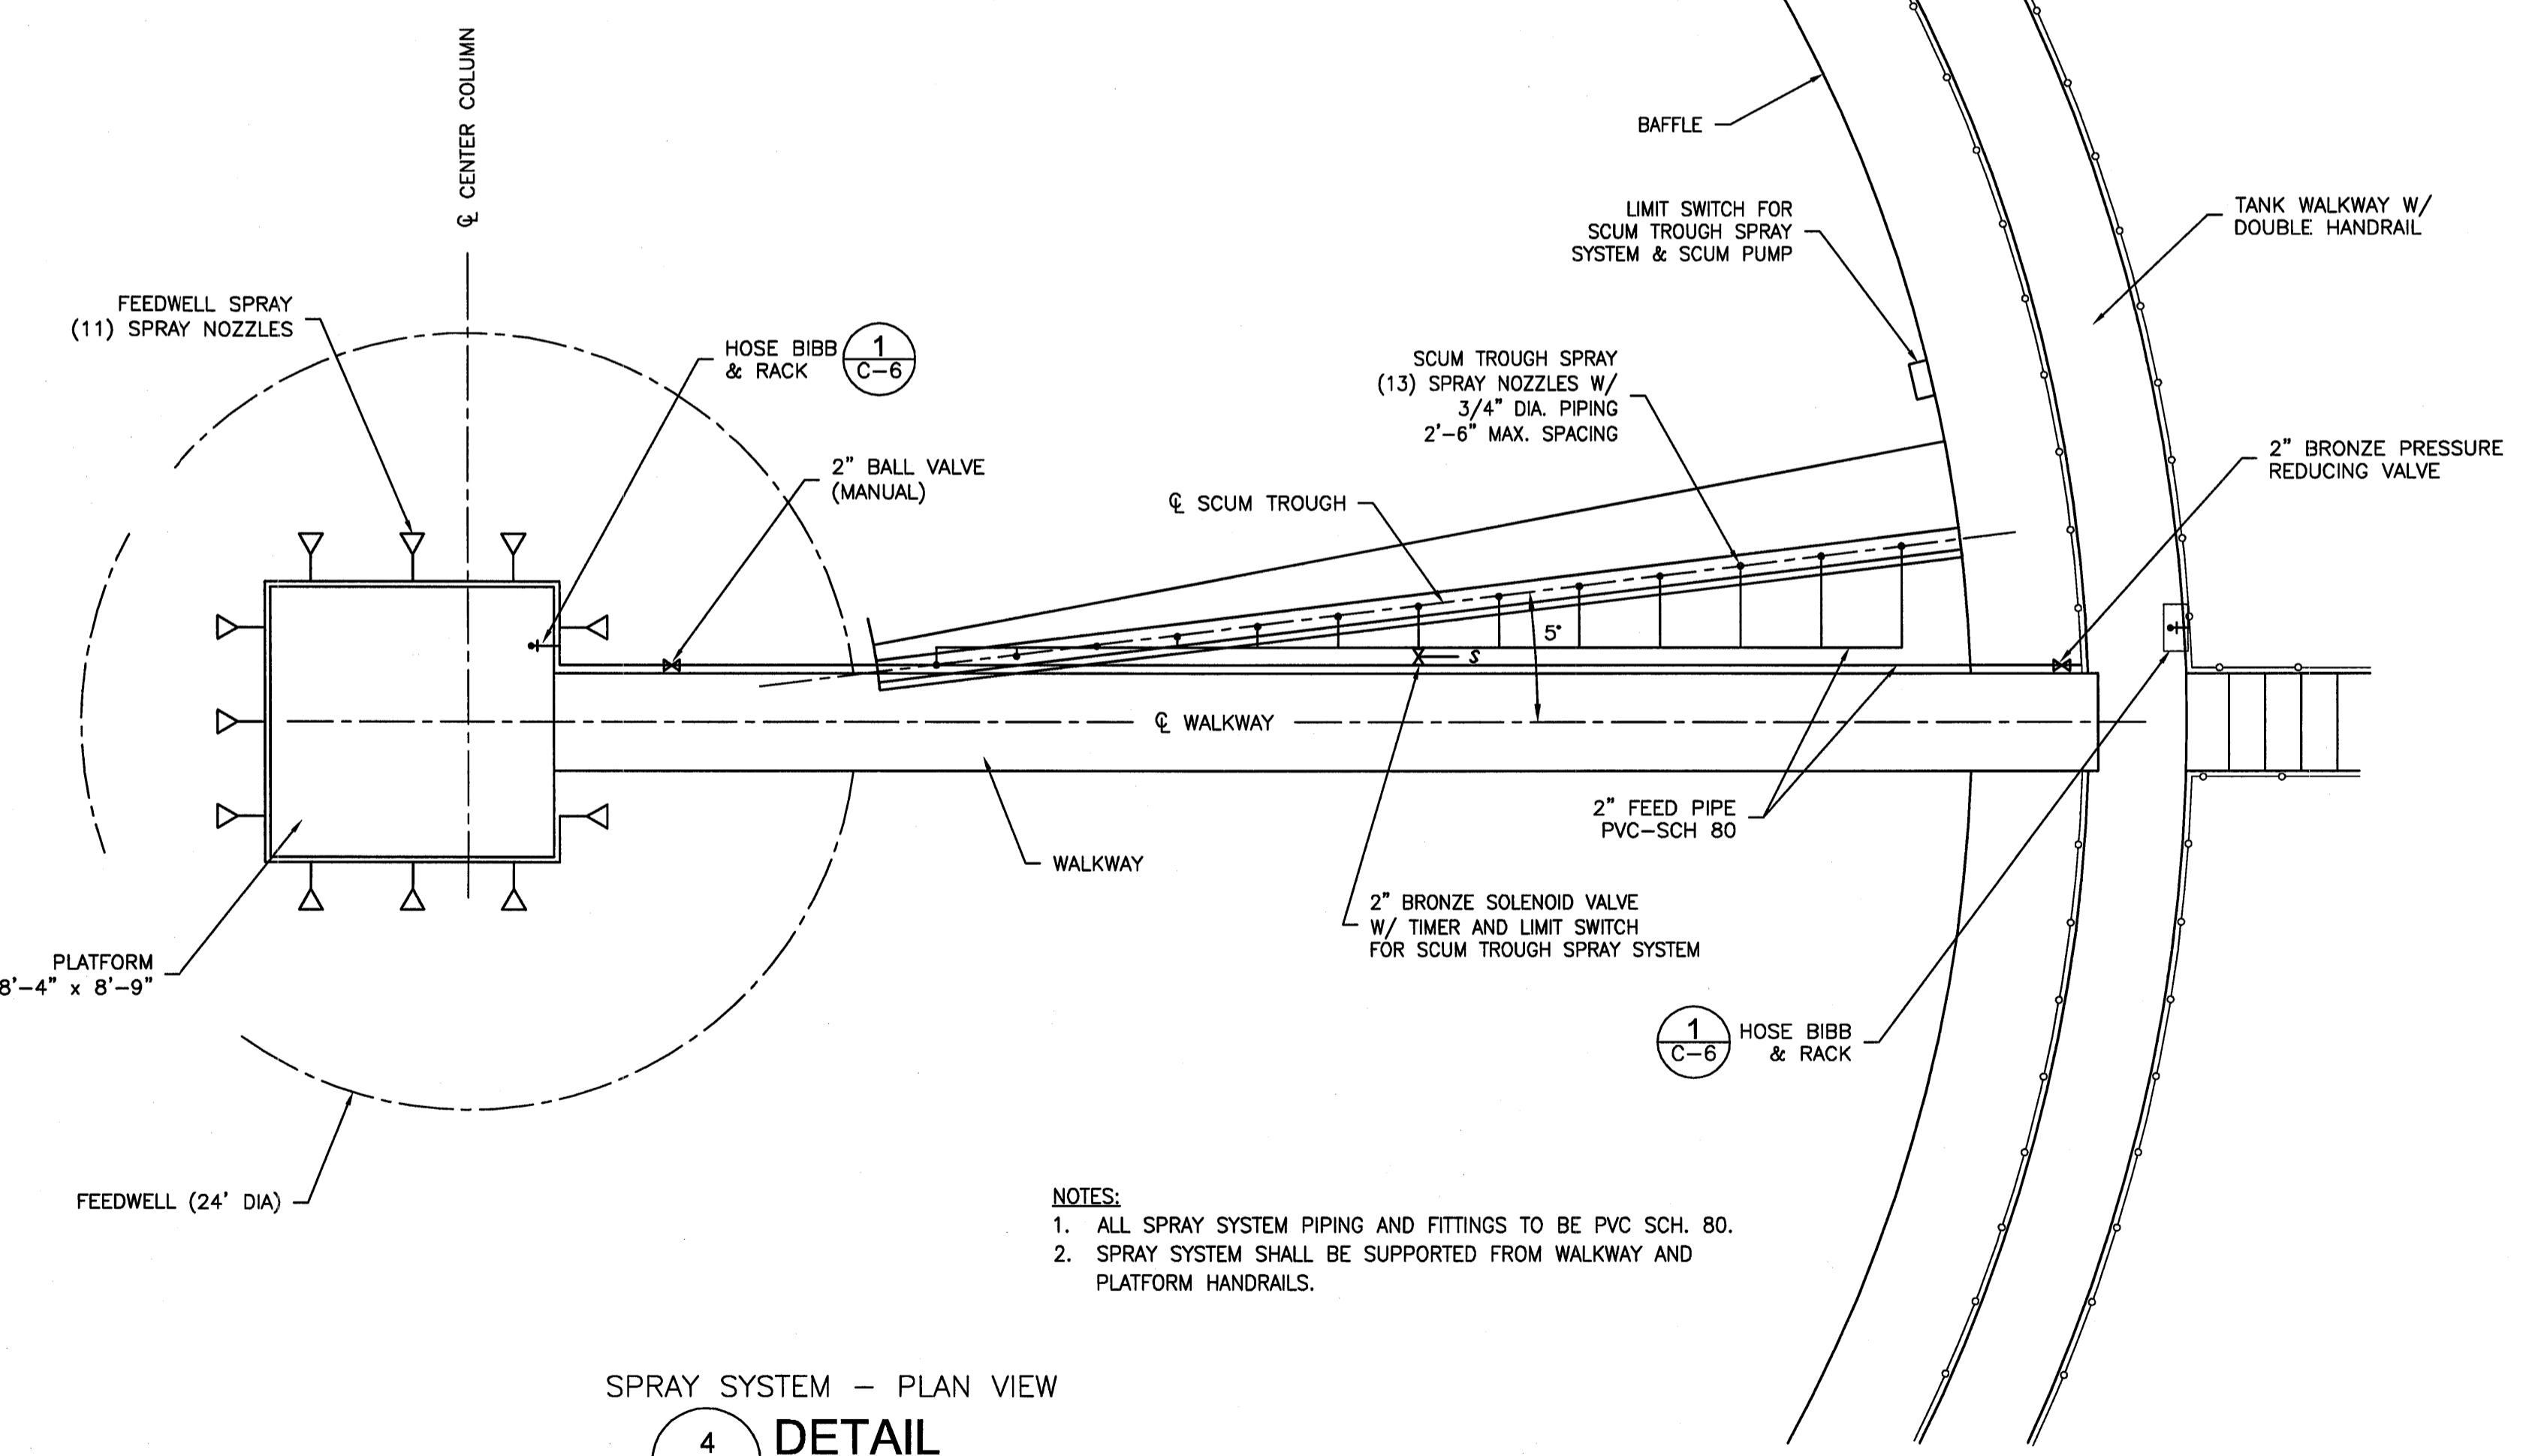 ℄ CENTER COLUMN
BAFFLE
LIMIT SWITCH FOR
SCUM TROUGH SPRAY
SYSTEM & SCUM PUMP
TANK WALKWAY W/
DOUBLE HANDRAIL
FEEDWELL SPRAY
(11) SPRAY NOZZLES
HOSE BIBB
& RACK
1
C-6
SCUM TROUGH SPRAY
(13) SPRAY NOZZLES W/
3/4" DIA. PIPING
2'-6" MAX. SPACING
2" BALL VALVE
(MANUAL)
℄ SCUM TROUGH
2" BRONZE PRESSURE
REDUCING VALVE
5°
S
℄ WALKWAY
2" FEED PIPE
PVC-SCH 80
WALKWAY
2" BRONZE SOLENOID VALVE
W/ TIMER AND LIMIT SWITCH
FOR SCUM TROUGH SPRAY SYSTEM
PLATFORM
8'-4" x 8'-9"
1
C-6
HOSE BIBB
& RACK
FEEDWELL (24' DIA)
NOTES:
1. ALL SPRAY SYSTEM PIPING AND FITTINGS TO BE PVC SCH. 80.
2. SPRAY SYSTEM SHALL BE SUPPORTED FROM WALKWAY AND
PLATFORM HANDRAILS.
SPRAY SYSTEM - PLAN VIEW
4
DETAIL